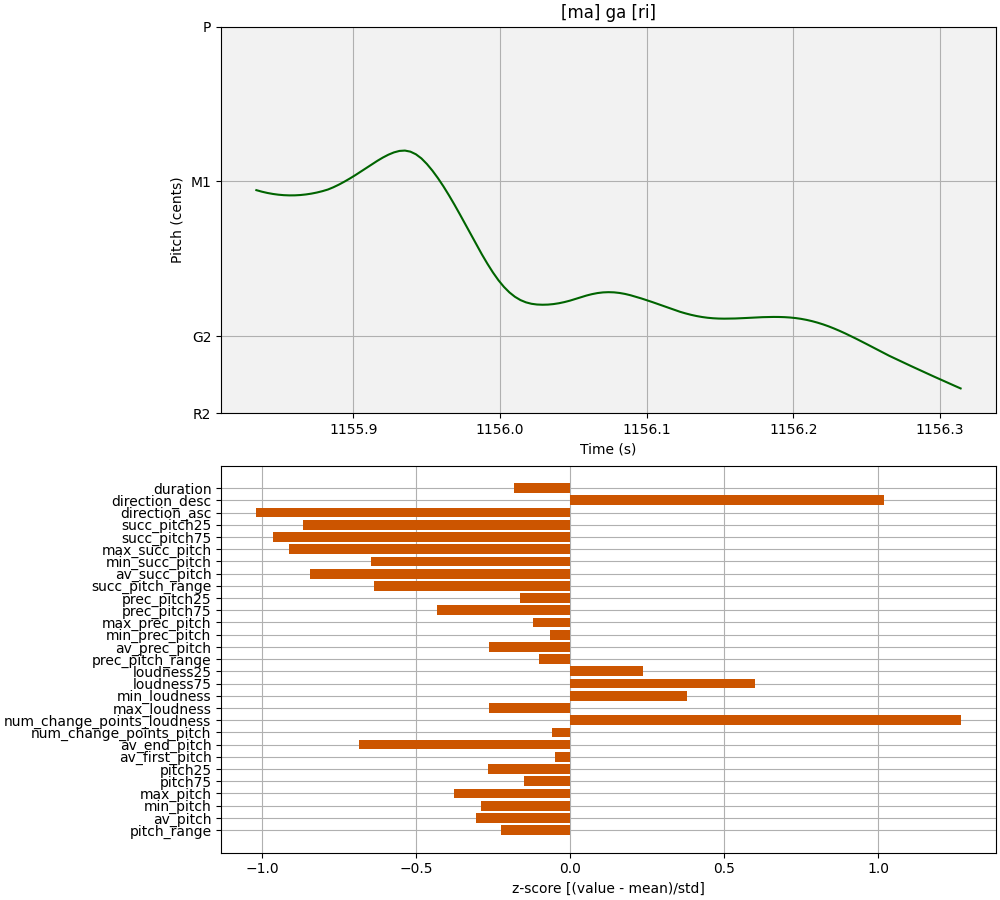 [ma] ga [ri]
P
M1
G2
R2
Pitch (cents)
1155.9 1156.0 1156.1 1156.2 1156.3
Time (s)
duration
direction_desc
direction_asc
succ_pitch25
succ_pitch75
max_succ_pitch
min_succ_pitch
av_succ_pitch
succ_pitch_range
prec_pitch25
prec_pitch75
max_prec_pitch
min_prec_pitch
av_prec_pitch
prec_pitch_range
loudness25
loudness75
min_loudness
max_loudness
num_change_points_loudness
num_change_points_pitch
av_end_pitch
av_first_pitch
pitch25
pitch75
max_pitch
min_pitch
av_pitch
pitch_range
−1.0 −0.5 0.0 0.5 1.0
z-score [(value - mean)/std]